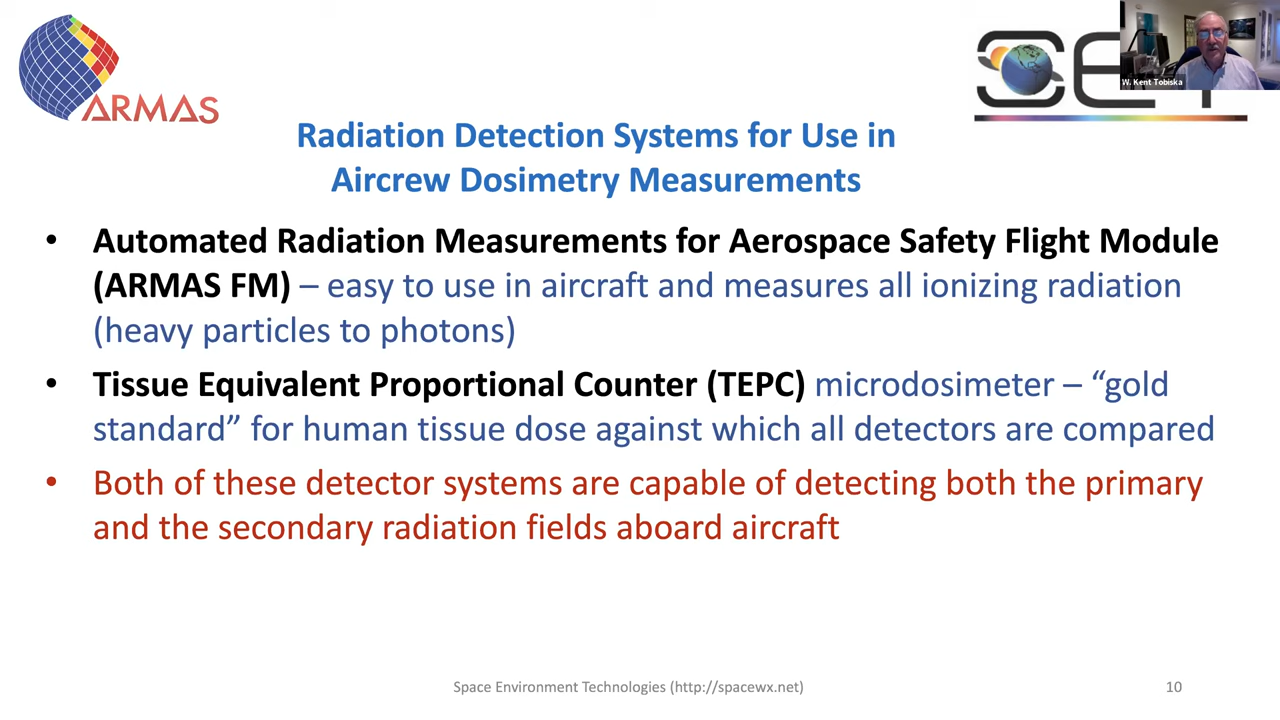 ARMAS
SET
W. Kent Tobiska
Radiation Detection Systems for Use in
Aircrew Dosimetry Measurements
• Automated Radiation Measurements for Aerospace Safety Flight Module
(ARMAS FM) – easy to use in aircraft and measures all ionizing radiation
(heavy particles to photons)
• Tissue Equivalent Proportional Counter (TEPC) microdosimeter – “gold
standard” for human tissue dose against which all detectors are compared
• Both of these detector systems are capable of detecting both the primary
and the secondary radiation fields aboard aircraft
Space Environment Technologies (http://spacewx.net)
10